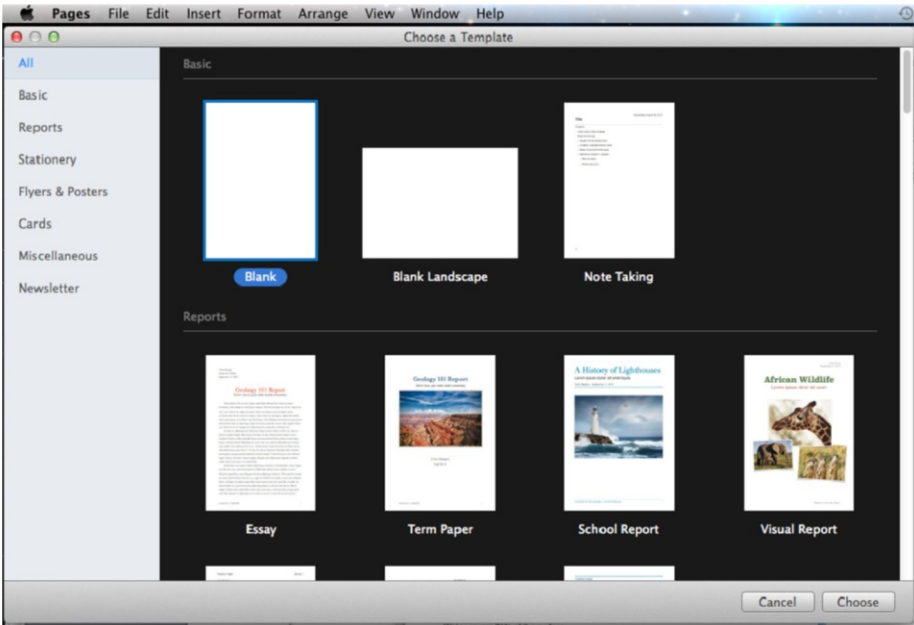 Pages File Edit Insert Format Arrange View Window Help
Choose a Template
All
Basic
Reports
Stationery
Flyers & Posters
Cards
Miscellaneous
Newsletter
Basic
Title
Blank
Blank Landscape
Note Taking
Reports
Geology 101 Report
Geology 101 Report
A History of Lighthouses
African Wildlife
Essay
Term Paper
School Report
Visual Report
Cancel
Choose